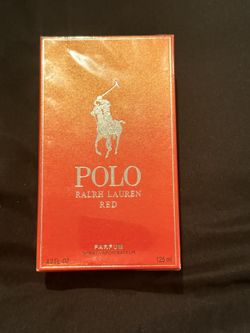 POLO
RALPH LAUREN
RED
PARFUM
4.2 FL. OZ. 125 ml